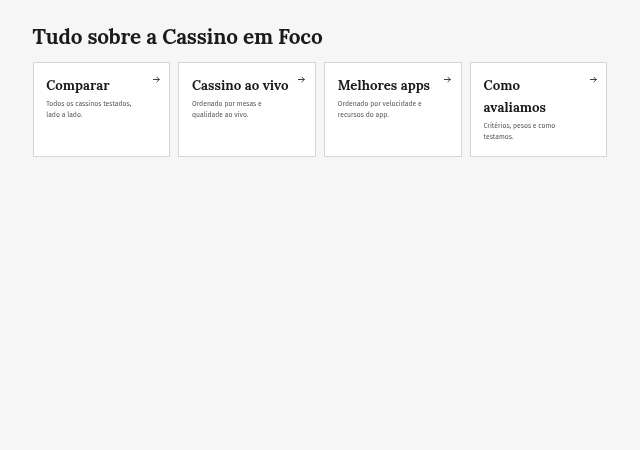 Tudo sobre a Cassino em Foco
Comparar →
Todos os cassinos testados,
lado a lado.
Cassino ao vivo →
Ordenado por mesas e
qualidade ao vivo.
Melhores apps →
Ordenado por velocidade e
recursos do app.
Como →
avaliamos
Critérios, pesos e como
testamos.